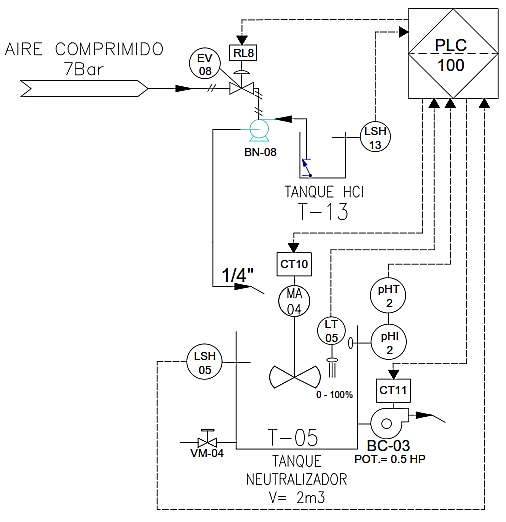 AIRE COMPRIMIDO
7Bar
EV
08
RL8
PLC
100
LSH
13
BN-08
TANQUE HCl
T-13
1/4"
CT10
MA
04
pHT
2
LT
05
pHI
2
LSH
05
0 - 100%
CT11
T-05
BC-03
POT.= 0.5 HP
VM-04
TANQUE
NEUTRALIZADOR
V= 2m3